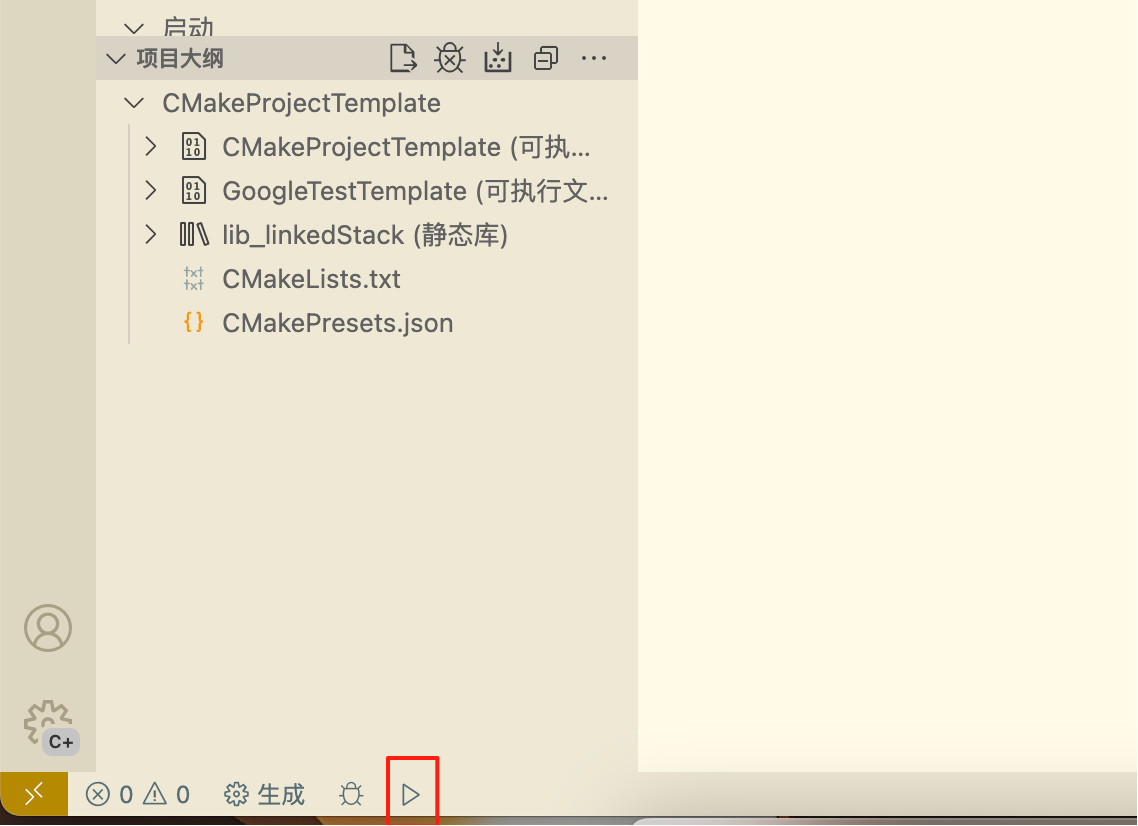 启动
项目大纲
CMakeProjectTemplate
CMakeProjectTemplate (可执...
GoogleTestTemplate (可执行文...
lib_linkedStack (静态库)
CMakeLists.txt
CMakePresets.json
C+
0 0 生成